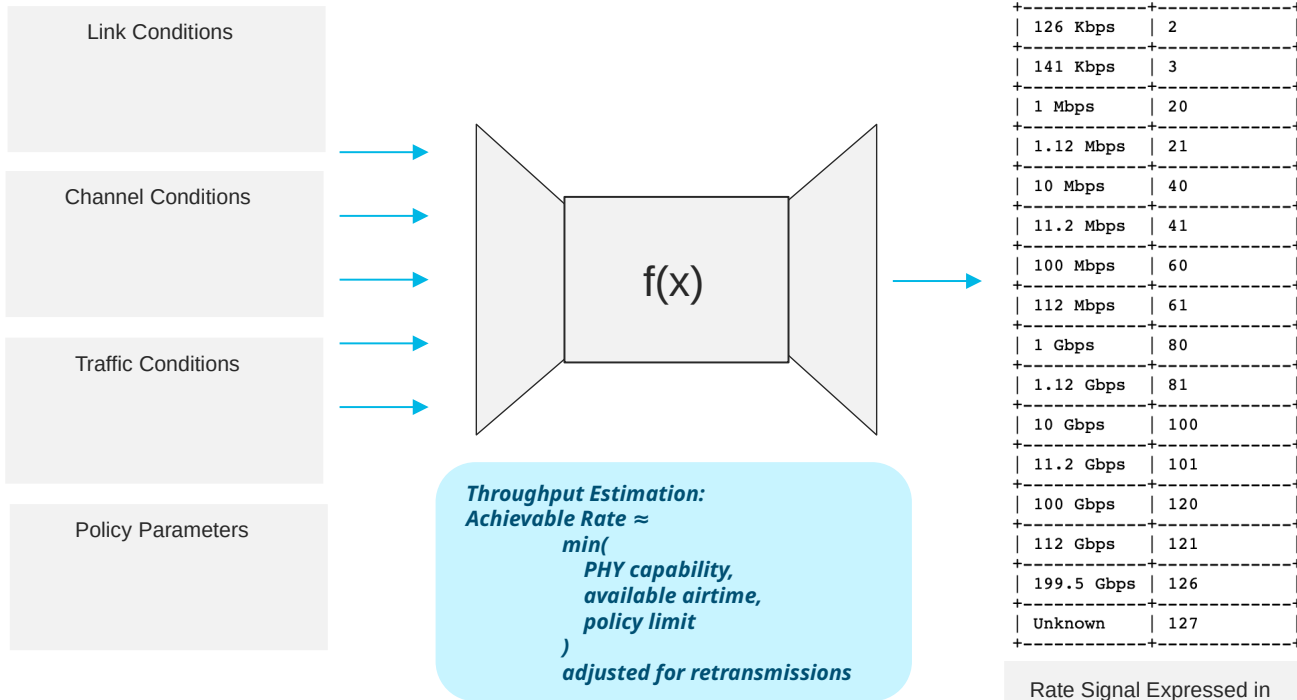 Link Conditions
Channel Conditions
Traffic Conditions
Policy Parameters
f(x)
Throughput Estimation:
Achievable Rate ≈
min(
PHY capability,
available airtime,
policy limit
)
adjusted for retransmissions
+------------+-------------+
| 126 Kbps | 2 |
+------------+-------------+
| 141 Kbps | 3 |
+------------+-------------+
| 1 Mbps | 20 |
+------------+-------------+
| 1.12 Mbps | 21 |
+------------+-------------+
| 10 Mbps | 40 |
+------------+-------------+
| 11.2 Mbps | 41 |
+------------+-------------+
| 100 Mbps | 60 |
+------------+-------------+
| 112 Mbps | 61 |
+------------+-------------+
| 1 Gbps | 80 |
+------------+-------------+
| 1.12 Gbps | 81 |
+------------+-------------+
| 10 Gbps | 100 |
+------------+-------------+
| 11.2 Gbps | 101 |
+------------+-------------+
| 100 Gbps | 120 |
+------------+-------------+
| 112 Gbps | 121 |
+------------+-------------+
| 199.5 Gbps | 126 |
+------------+-------------+
| Unknown | 127 |
+------------+-------------+
Rate Signal Expressed in